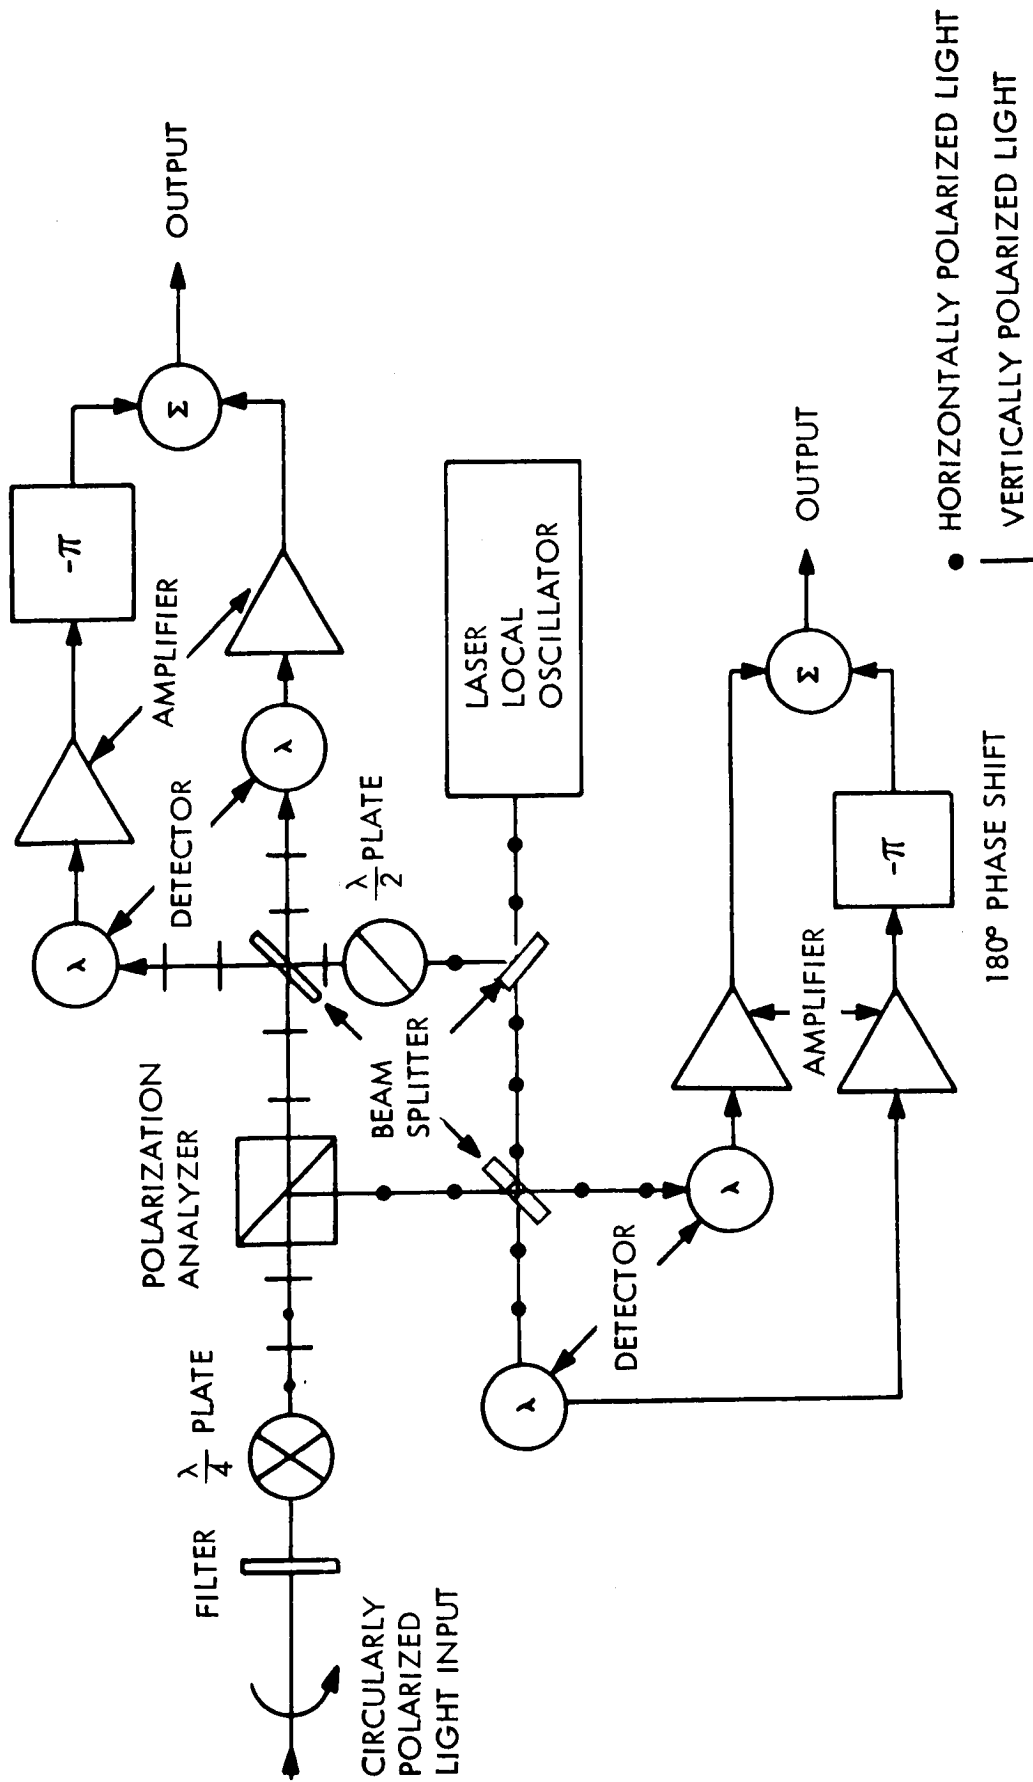 CIRCULARLY
POLARIZED
LIGHT INPUT
FILTER
λ/4 PLATE
POLARIZATION
ANALYZER
BEAM
SPLITTER
λ/2 PLATE
DETECTOR
λ
λ
AMPLIFIER
-π
Σ
OUTPUT
LASER
LOCAL
OSCILLATOR
DETECTOR
λ
λ
AMPLIFIER
-π
180° PHASE SHIFT
Σ
OUTPUT
● HORIZONTALLY POLARIZED LIGHT
| VERTICALLY POLARIZED LIGHT